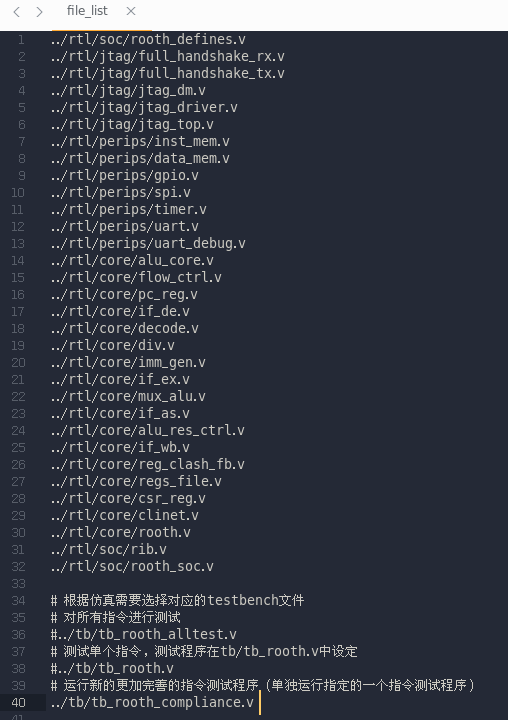 file_list
1 ../rtl/soc/rooth_defines.v
2 ../rtl/jtag/full_handshake_rx.v
3 ../rtl/jtag/full_handshake_tx.v
4 ../rtl/jtag/jtag_dm.v
5 ../rtl/jtag/jtag_driver.v
6 ../rtl/jtag/jtag_top.v
7 ../rtl/perips/inst_mem.v
8 ../rtl/perips/data_mem.v
9 ../rtl/perips/gpio.v
10 ../rtl/perips/spi.v
11 ../rtl/perips/timer.v
12 ../rtl/perips/uart.v
13 ../rtl/perips/uart_debug.v
14 ../rtl/core/alu_core.v
15 ../rtl/core/flow_ctrl.v
16 ../rtl/core/pc_reg.v
17 ../rtl/core/if_de.v
18 ../rtl/core/decode.v
19 ../rtl/core/div.v
20 ../rtl/core/imm_gen.v
21 ../rtl/core/if_ex.v
22 ../rtl/core/mux_alu.v
23 ../rtl/core/if_as.v
24 ../rtl/core/alu_res_ctrl.v
25 ../rtl/core/if_wb.v
26 ../rtl/core/reg_clash_fb.v
27 ../rtl/core/regs_file.v
28 ../rtl/core/csr_reg.v
29 ../rtl/core/clinet.v
30 ../rtl/core/rooth.v
31 ../rtl/soc/rib.v
32 ../rtl/soc/rooth_soc.v
33
34 # 根据仿真需要选择对应的testbench文件
35 # 对所有指令进行测试
36 #../tb/tb_rooth_alltest.v
37 # 测试单个指令，测试程序在tb/tb_rooth.v中设定
38 #../tb/tb_rooth.v
39 # 运行新的更加完善的指令测试程序（单独运行指定的一个指令测试程序）
40 ../tb/tb_rooth_compliance.v
41